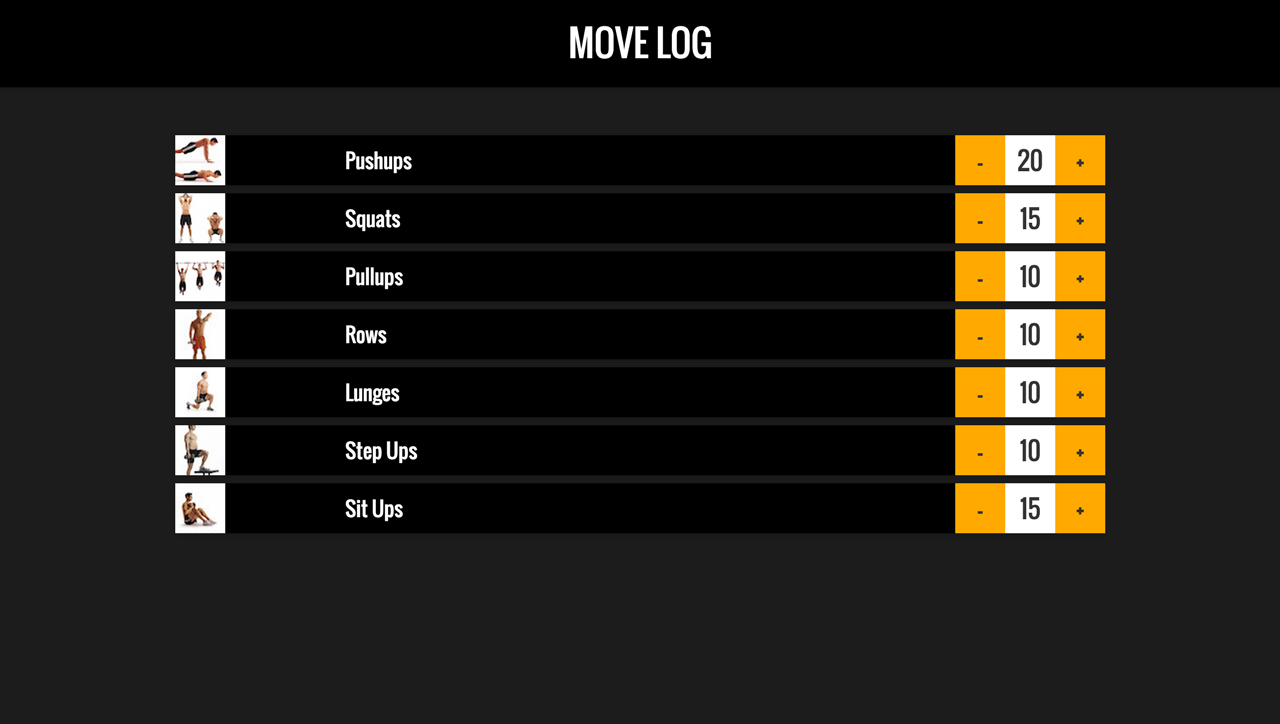 MOVE LOG
Pushups - 20 +
Squats - 15 +
Pullups - 10 +
Rows - 10 +
Lunges - 10 +
Step Ups - 10 +
Sit Ups - 15 +